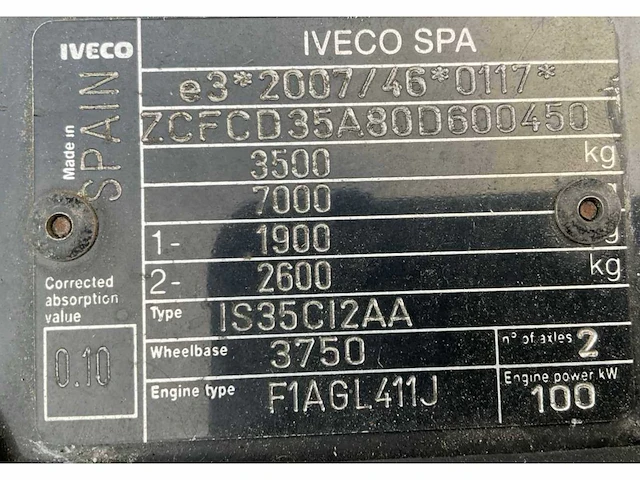 IVECO
IVECO SPA
e3*2007/46*0117*
ZCFCD35A80D600450
Made in SPAIN
3500 kg
7000
1- 1900
2- 2600 kg
Corrected
absorption
value
0.10
Type IS35CI2AA
Wheelbase 3750
n° of axles 2
Engine type F1AGL411J
Engine power kW
100